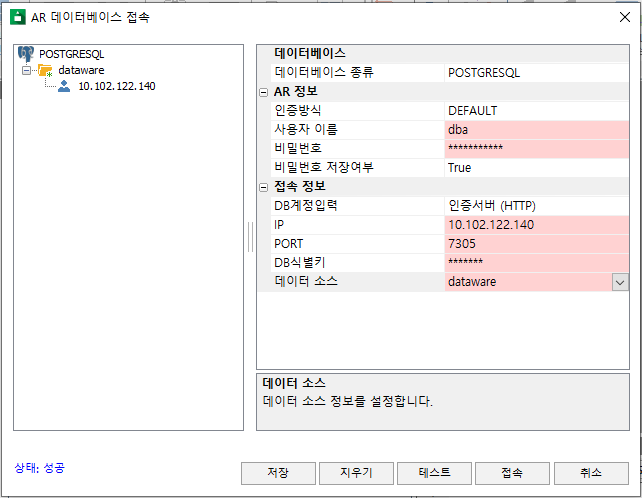 AR 데이터베이스 접속
POSTGRESQL
dataware
10.102.122.140
데이터베이스
데이터베이스 종류 POSTGRESQL
AR 정보
인증방식 DEFAULT
사용자 이름 dba
비밀번호 ***********
비밀번호 저장여부 True
접속 정보
DB계정입력 인증서버 (HTTP)
IP 10.102.122.140
PORT 7305
DB식별키 *******
데이터 소스 dataware
데이터 소스
데이터 소스 정보를 설정합니다.
상태: 성공
저장 지우기 테스트 접속 취소